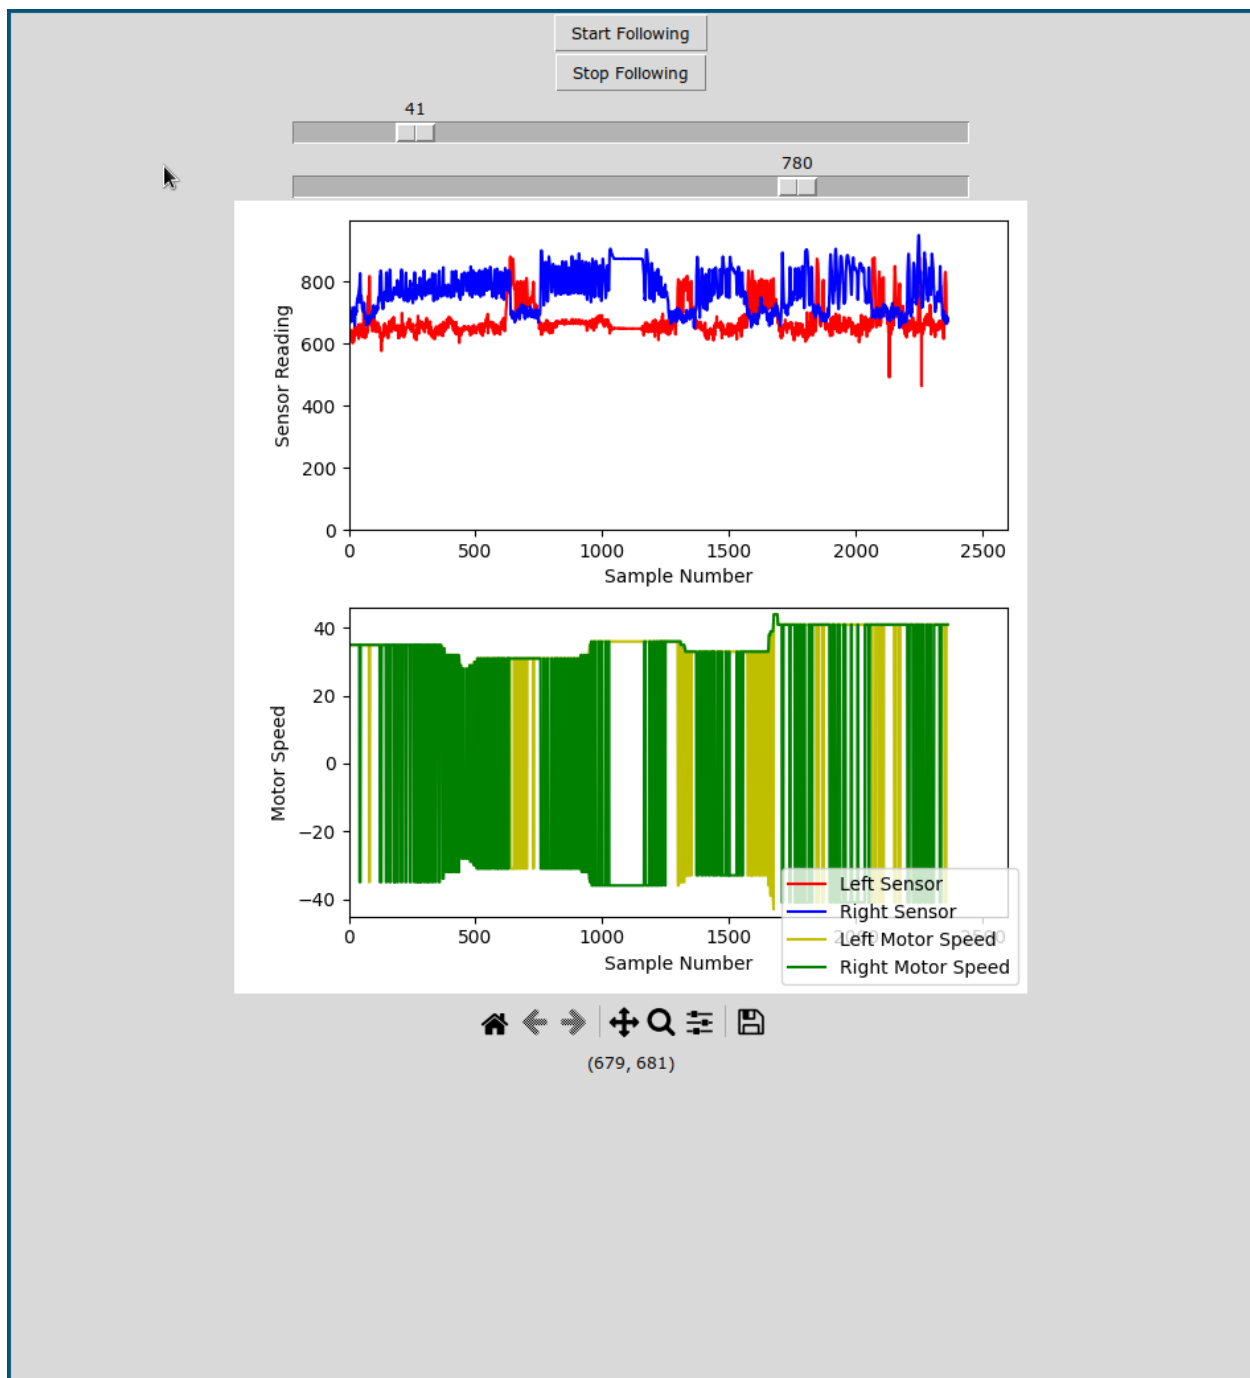 Start Following
Stop Following
41
780
800
600
400
200
0
Sensor Reading
0 500 1000 1500 2000 2500
Sample Number
40
20
0
−20
−40
Motor Speed
0 500 1000 1500 2000 2500
Sample Number
Left Sensor
Right Sensor
Left Motor Speed
Right Motor Speed
(679, 681)